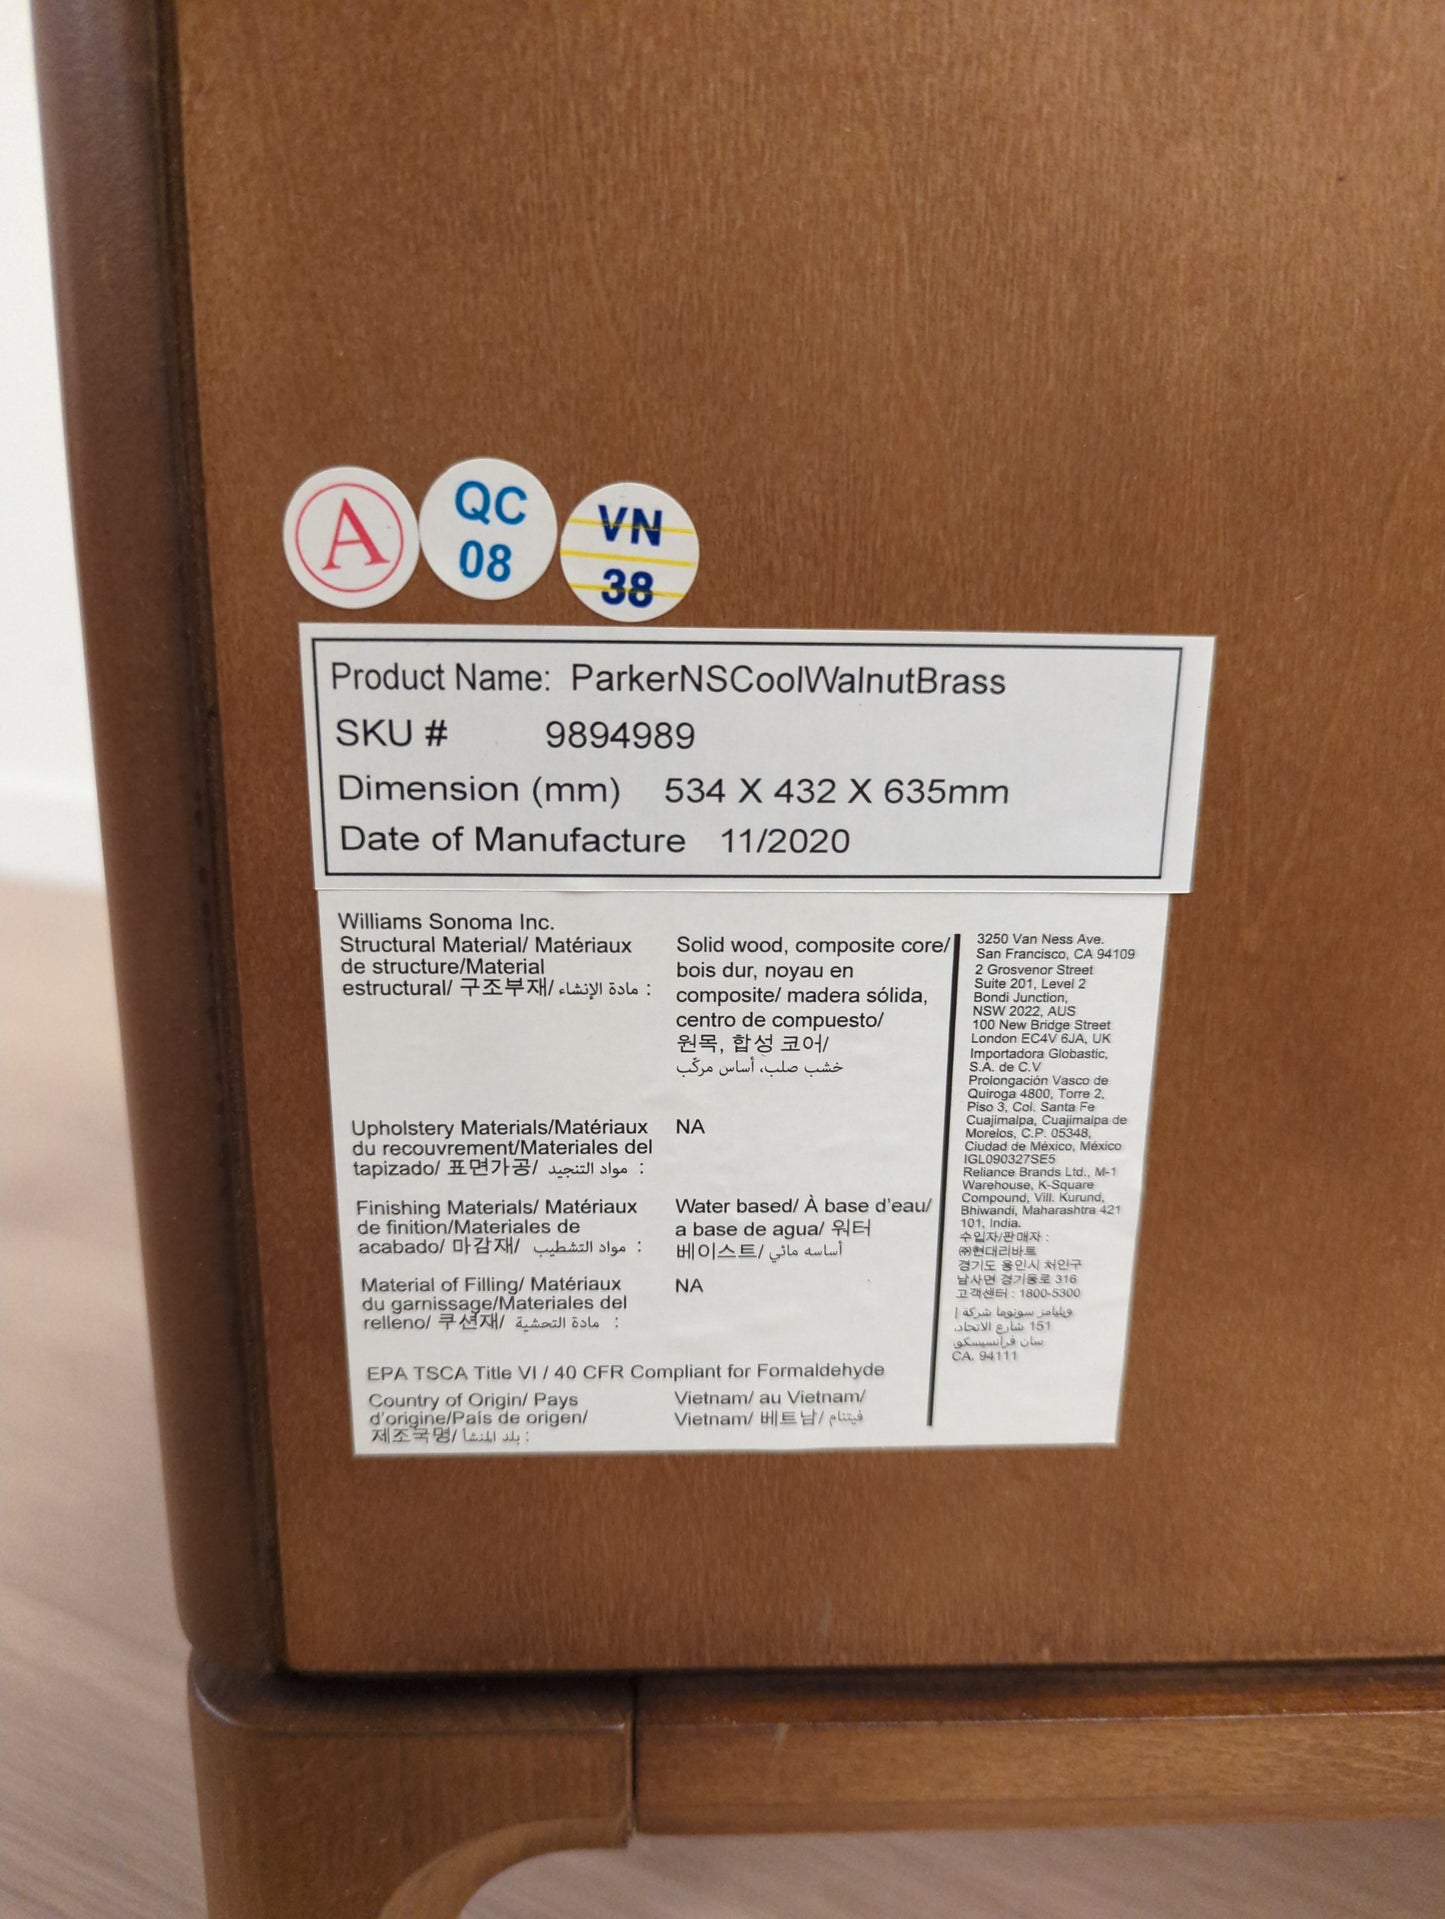 A
QC
08
VN
38
Product Name: ParkerNSCoolWalnutBrass
SKU # 9894989
Dimension (mm) 534 X 432 X 635mm
Date of Manufacture 11/2020
Williams Sonoma Inc.
Structural Material/ Matériaux
de structure/Material
estructural/ 구조부재/ مادة الإنشاء :
Solid wood, composite core/
bois dur, noyau en
composite/ madera sólida,
centro de compuesto/
원목, 합성 코어/
خشب صلب، أساس مركّب
Upholstery Materials/Matériaux
du recouvrement/Materiales del
tapizado/ 표면가공/ مواد التنجيد :
NA
Finishing Materials/ Matériaux
de finition/Materiales de
acabado/ 마감재/ مواد التشطيب :
Water based/ À base d'eau/
a base de agua/ 워터
베이스트/ أساسه مائي
Material of Filling/ Matériaux
du garnissage/Materiales del
relleno/ 쿠션재/ مادة التحشية :
NA
EPA TSCA Title VI / 40 CFR Compliant for Formaldehyde
Country of Origin/ Pays
d'origine/País de origen/
제조국명/ بلد المنشأ :
Vietnam/ au Vietnam/
Vietnam/ 베트남/ فيتنام
3250 Van Ness Ave.
San Francisco, CA 94109
2 Grosvenor Street
Suite 201, Level 2
Bondi Junction,
NSW 2022, AUS
100 New Bridge Street
London EC4V 6JA, UK
Importadora Globastic,
S.A. de C.V
Prolongación Vasco de
Quiroga 4800, Torre 2,
Piso 3, Col. Santa Fe
Cuajimalpa, Cuajimalpa de
Morelos, C.P. 05348,
Ciudad de México, México
IGL090327SE5
Reliance Brands Ltd., M-1
Warehouse, K-Square
Compound, Vill. Kurund,
Bhiwandi, Maharashtra 421
101, India.
수입자/판매자 :
㈜현대리바트
경기도 용인시 처인구
남사면 경기동로 316
고객센터 : 1800-5300
ويليامز سونوما شركة |
151 شارع الاتحاد،
سان فرانسيسكو
CA. 94111